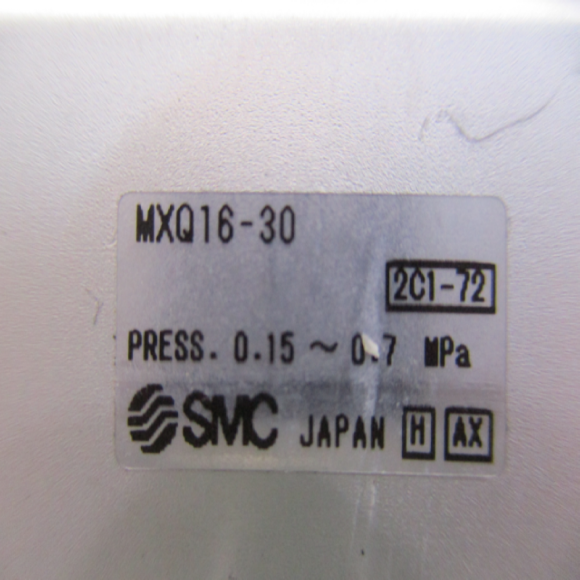 MXQ16-30
2C1-72
PRESS. 0.15 ~ 0.7 MPa
SMC JAPAN H AX